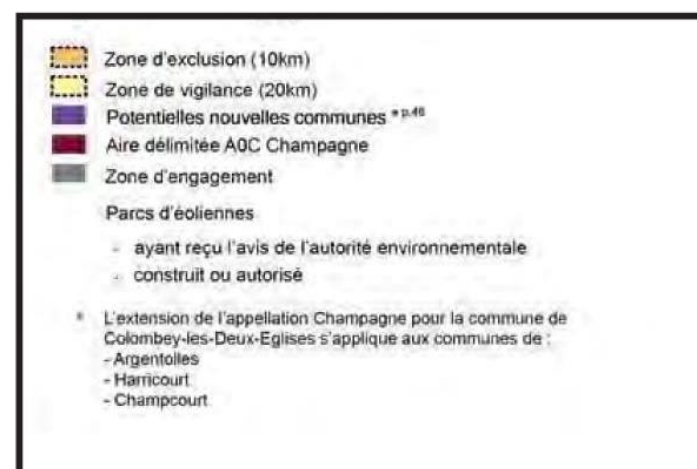 Zone d'exclusion (10km)
Zone de vigilance (20km)
Potentielles nouvelles communes * p.46
Aire délimitée A0C Champagne
Zone d'engagement
Parcs d'éoliennes
- ayant reçu l'avis de l'autorité environnementale
- construit ou autorisé
* L'extension de l'appellation Champagne pour la commune de
Colombey-les-Deux-Eglises s'applique aux communes de :
- Argentolles
- Harricourt
- Champcourt